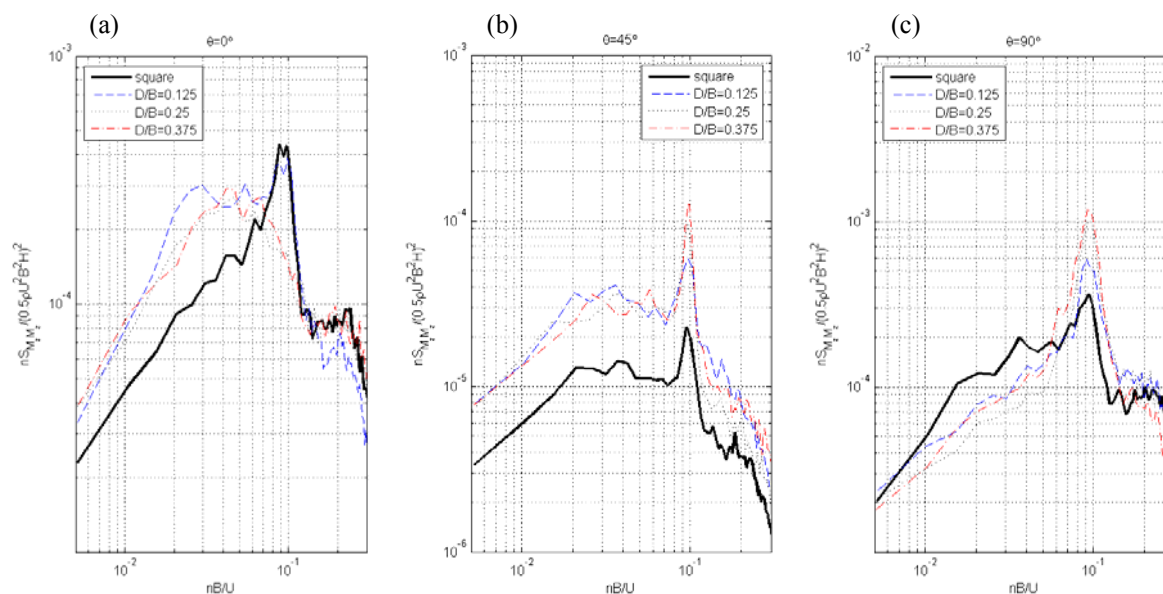 (a)
θ=0°
10⁻³
square
D/B=0.125
D/B=0.25
D/B=0.375
nS_{M_zM_z}/(0.5ρU²B²H)²
10⁻⁴
10⁻²
10⁻¹
nB/U
(b)
θ=45°
10⁻³
square
D/B=0.125
D/B=0.25
D/B=0.375
nS_{M_zM_z}/(0.5ρU²B²H)²
10⁻⁴
10⁻⁵
10⁻⁶
10⁻²
10⁻¹
nB/U
(c)
θ=90°
10⁻²
square
D/B=0.125
D/B=0.25
D/B=0.375
nS_{M_zM_z}/(0.5ρU²B²H)²
10⁻³
10⁻⁴
10⁻²
10⁻¹
nB/U